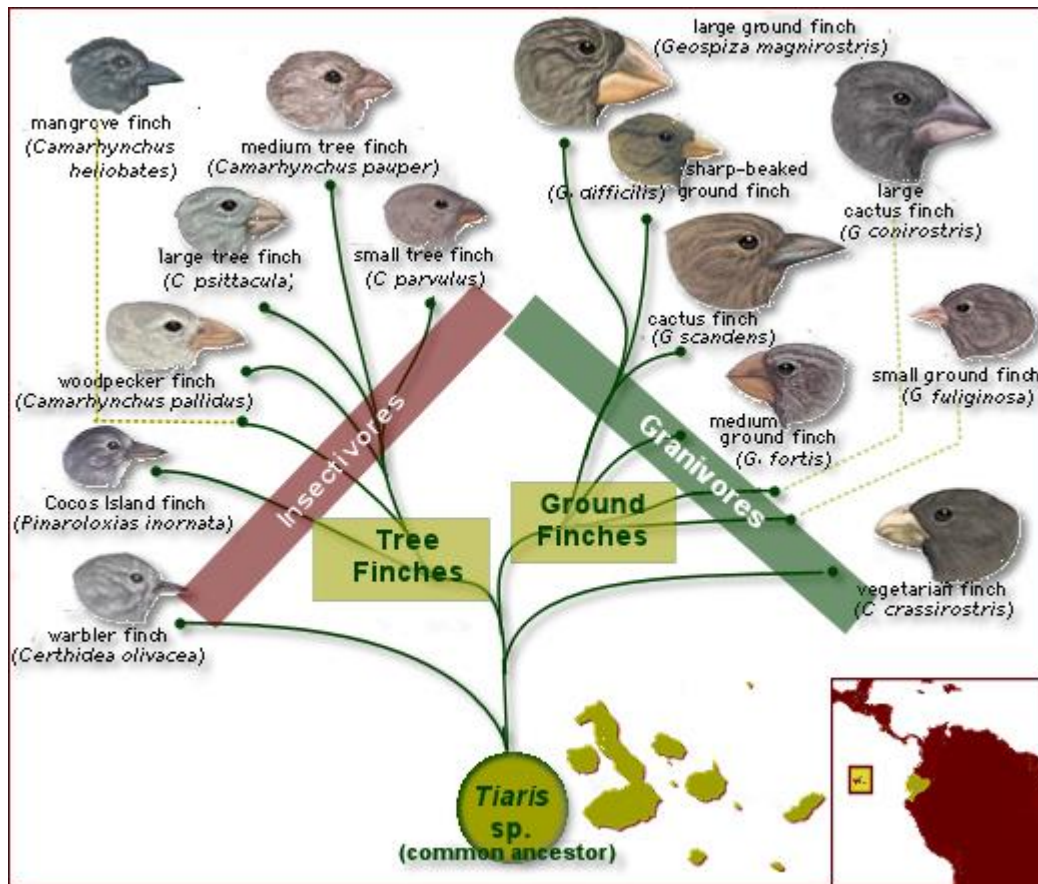 large ground finch
(Geospiza magnirostris)
mangrove finch
(Camarhynchus
heliobates)
medium tree finch
(Camarhynchus pauper)
sharp-beaked
(G. difficilis) ground finch
large
cactus finch
(G conirostris)
large tree finch
(C psittacula)
small tree finch
(C parvulus)
cactus finch
(G scandens)
woodpecker finch
(Camarhynchus pallidus)
small ground finch
(G fuliginosa)
medium
ground finch
(G. fortis)
Insectivores
Granivores
Cocos Island finch
(Pinaroloxias inornata)
Tree
Finches
Ground
Finches
vegetarian finch
(C crassirostris)
warbler finch
(Certhidea olivacea)
Tiaris
sp.
(common ancestor)